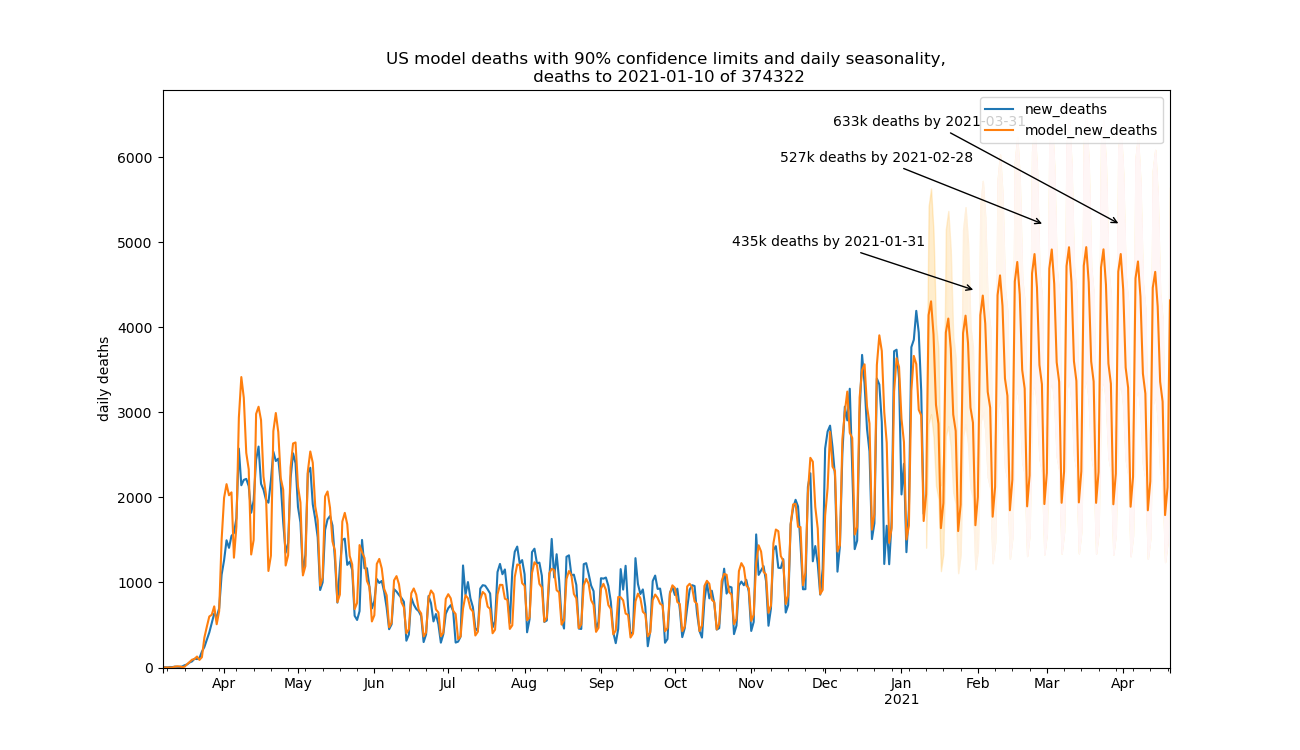 US model deaths with 90% confidence limits and daily seasonality,
deaths to 2021-01-10 of 374322
new_deaths
model_new_deaths
633k deaths by 2021-03-31
527k deaths by 2021-02-28
435k deaths by 2021-01-31
daily deaths
6000
5000
4000
3000
2000
1000
0
Apr May Jun Jul Aug Sep Oct Nov Dec Jan Feb Mar Apr
2021